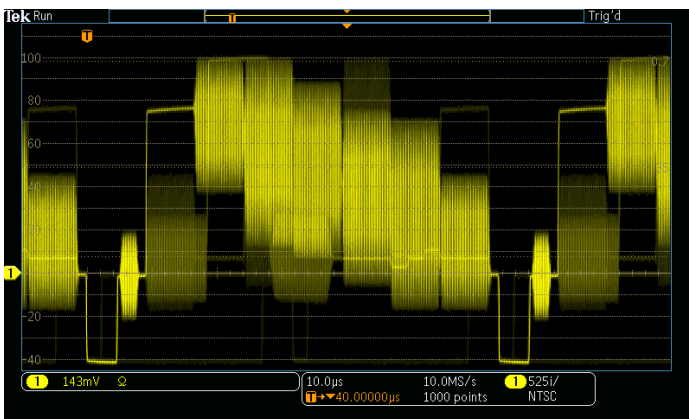 Tek Run Trig'd
100
80
60
40
20
-40
1
1 143mV Ω
10.0μs 10.0MS/s
T→▼40.00000μs 1000 points
1 525i/
NTSC